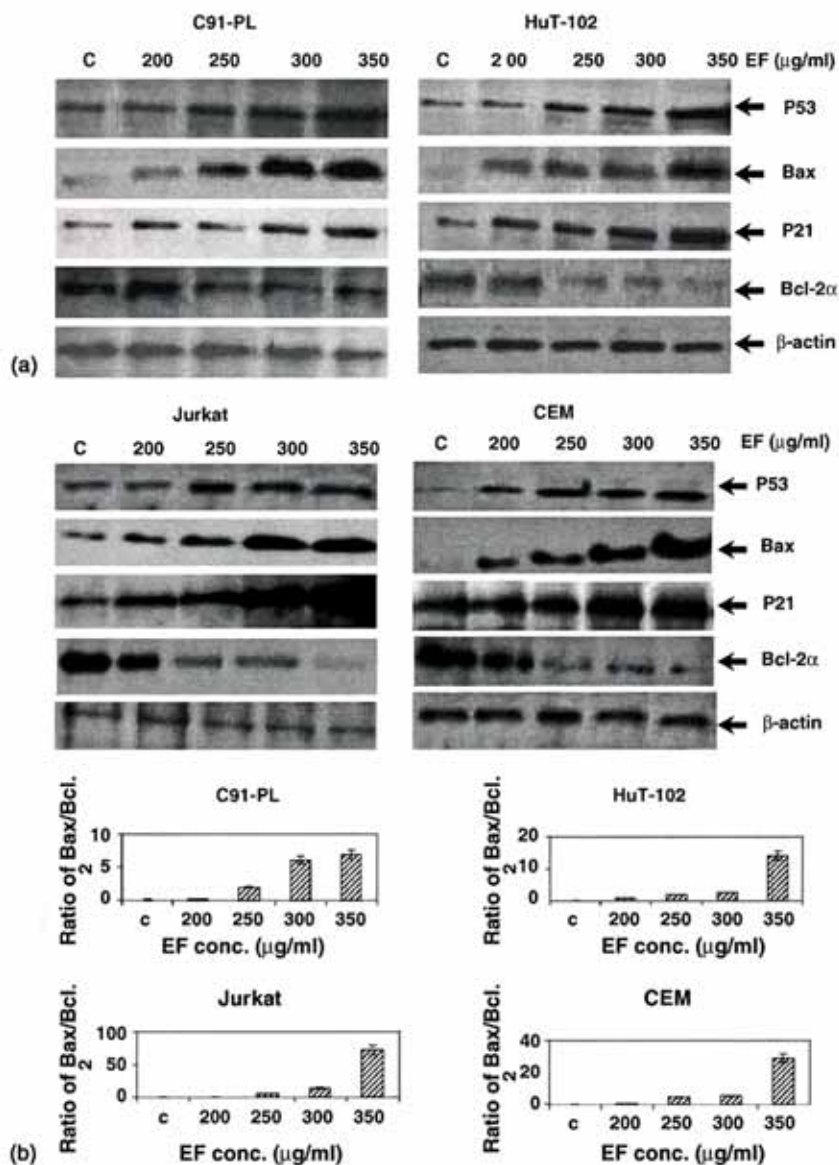 C91-PL
HuT-102
C 200 250 300 350
C 2 00 250 300 350 EF (µg/ml)
P53
Bax
P21
Bcl-2α
β-actin
(a)
Jurkat
CEM
C 200 250 300 350
C 200 250 300 350 EF (µg/ml)
P53
Bax
P21
Bcl-2α
β-actin
C91-PL
Ratio of Bax/Bcl.
2
10
5
0
c 200 250 300 350
EF conc. (µg/ml)
HuT-102
Ratio of Bax/Bcl.
2
20
10
0
c 200 250 300 350
EF conc. (µg/ml)
Jurkat
Ratio of Bax/Bcl.
2
100
50
0
c 200 250 300 350
EF conc. (µg/ml)
CEM
Ratio of Bax/Bcl.
2
40
20
0
c 200 250 300 350
EF conc. (µg/ml)
(b)